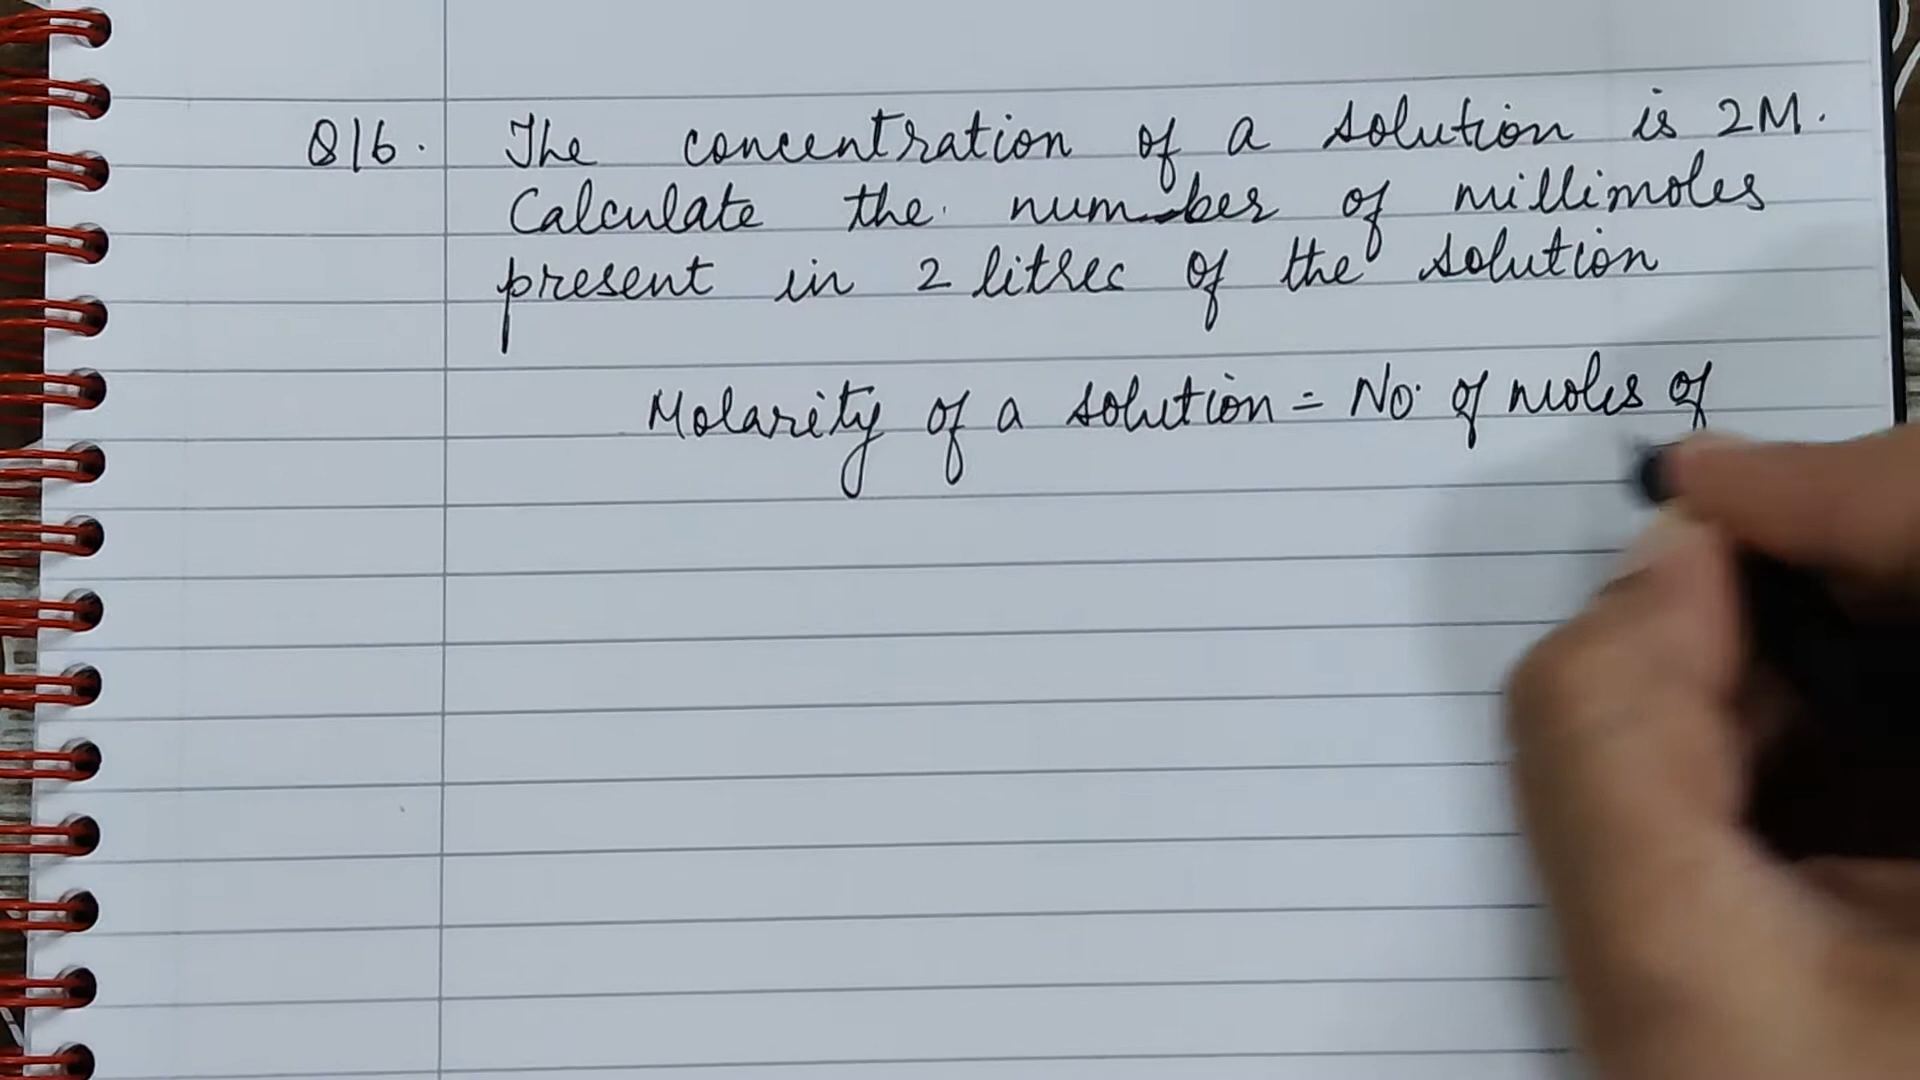 Q16. The concentration of a solution is 2M.
Calculate the number of millimoles
present in 2 litres of the solution
Molarity of a solution = No. of moles of